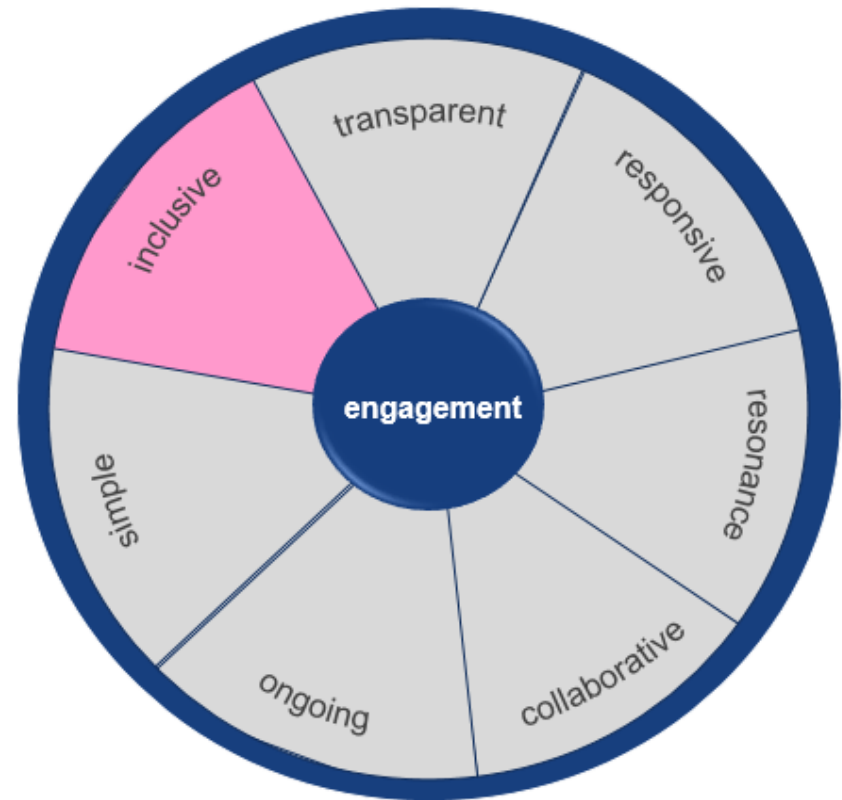 transparent
responsive
resonance
collaborative
ongoing
simple
inclusive
engagement